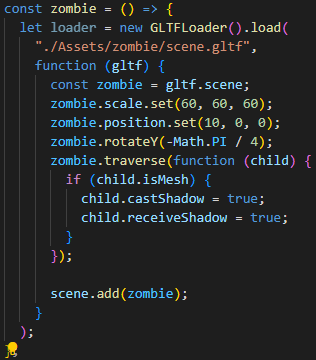 const zombie = () => {
let loader = new GLTFLoader().load(
"./Assets/zombie/scene.gltf",
function (gltf) {
const zombie = gltf.scene;
zombie.scale.set(60, 60, 60);
zombie.position.set(10, 0, 0);
zombie.rotateY(-Math.PI / 4);
zombie.traverse(function (child) {
if (child.isMesh) {
child.castShadow = true;
child.receiveShadow = true;
}
});
scene.add(zombie);
}
);
};